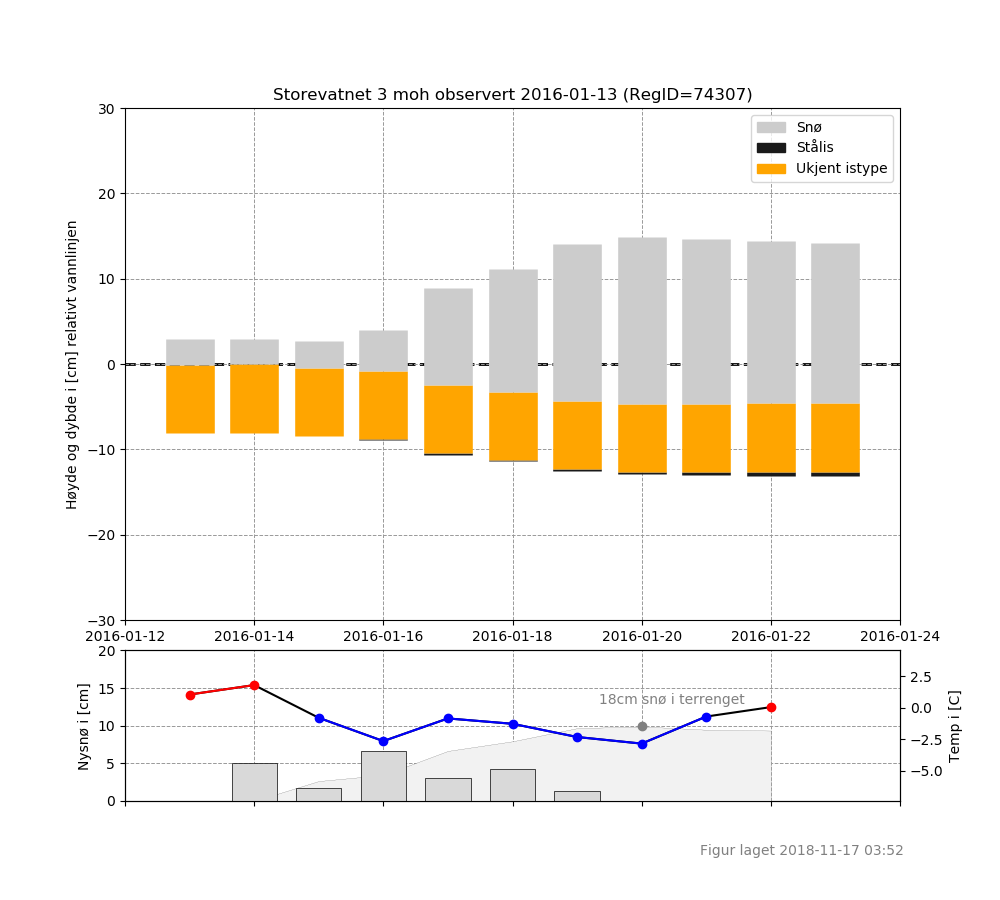 Storevatnet 3 moh observert 2016-01-13 (RegID=74307)
Høyde og dybde i [cm] relativt vannlinjen
30
20
10
0
−10
−20
−30
Snø
Stålis
Ukjent istype
2016-01-12 2016-01-14 2016-01-16 2016-01-18 2016-01-20 2016-01-22 2016-01-24
Nysnø i [cm]
20
15
10
5
0
18cm snø i terrenget
2.5
0.0
−2.5
−5.0
Temp i [C]
Figur laget 2018-11-17 03:52